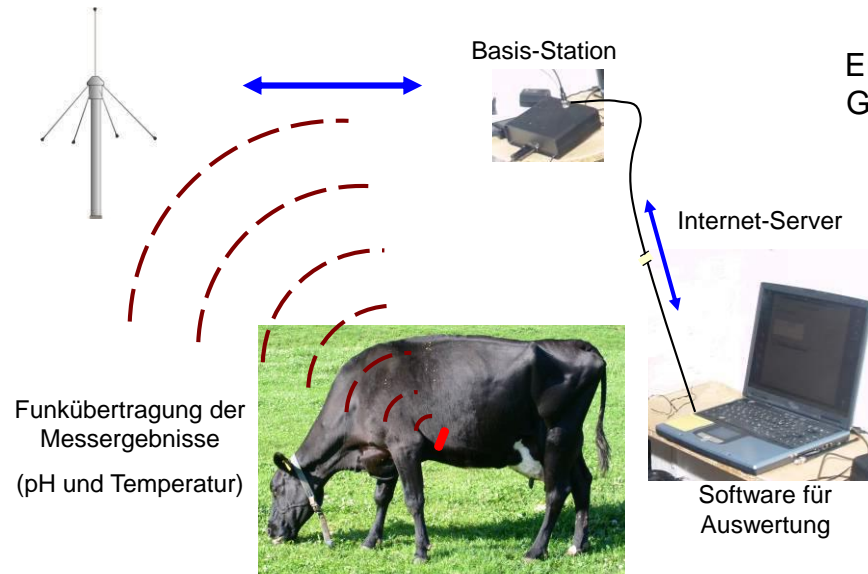 Basis-Station
E
G
Internet-Server
Funkübertragung der
Messergebnisse
(pH und Temperatur)
Software für
Auswertung